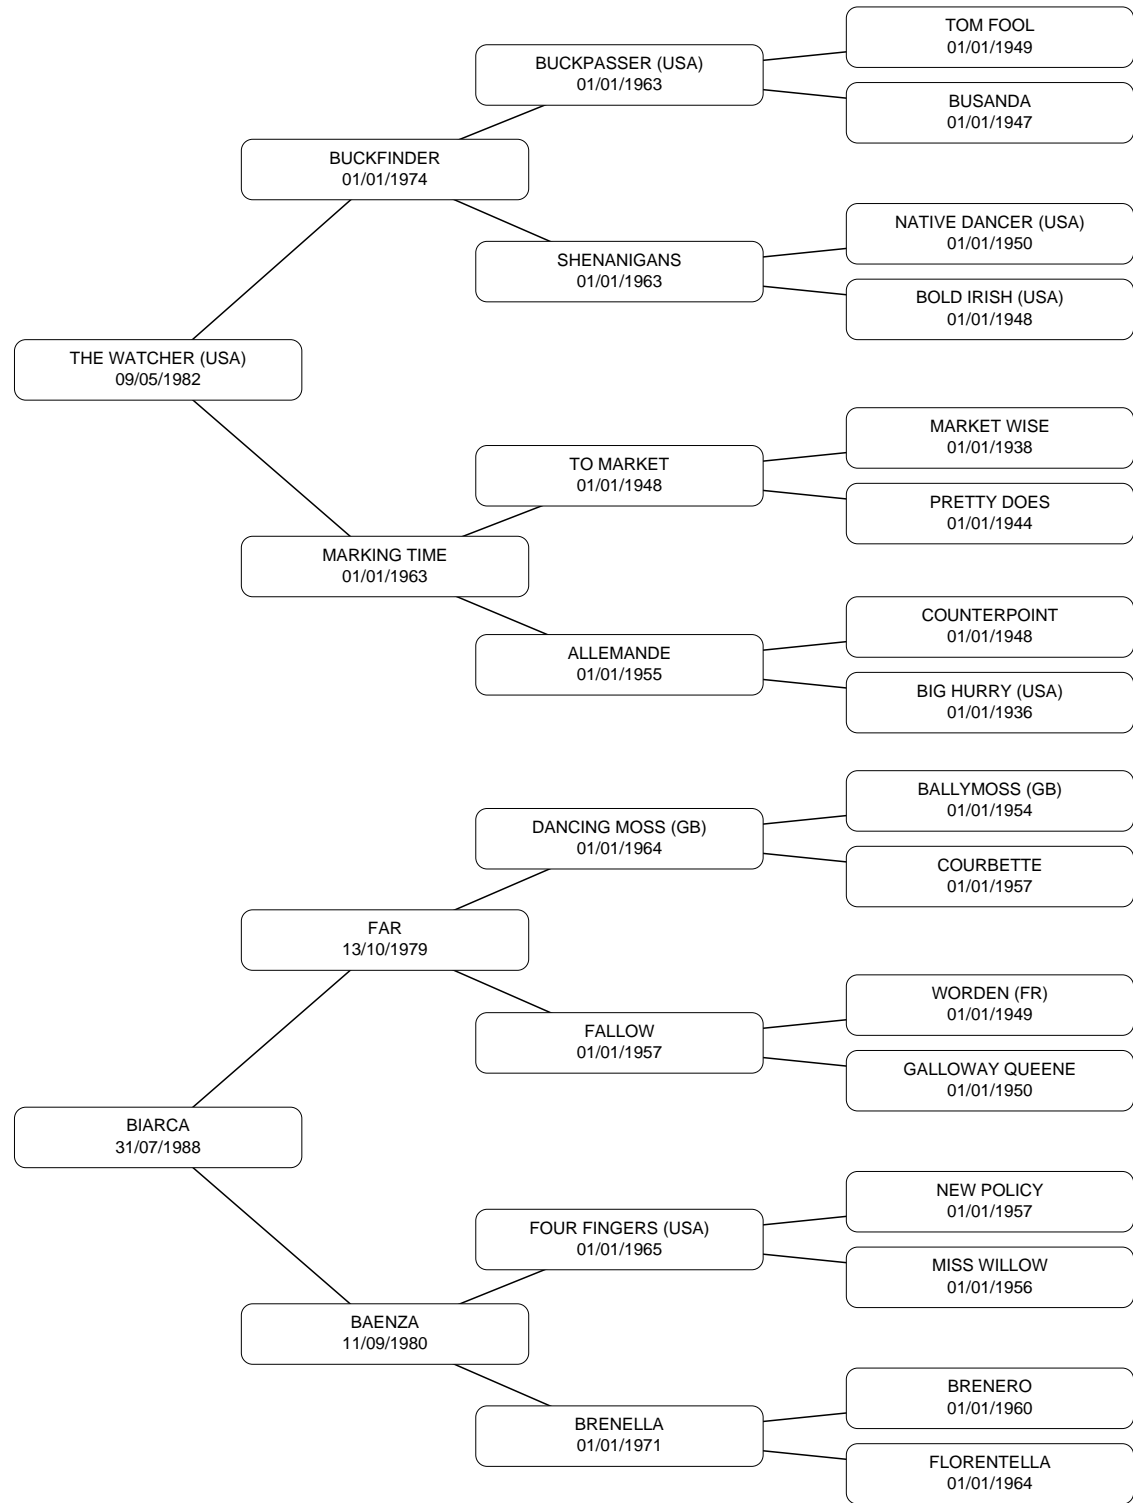 TOM FOOL
01/01/1949
BUCKPASSER (USA)
01/01/1963
BUSANDA
01/01/1947
BUCKFINDER
01/01/1974
NATIVE DANCER (USA)
01/01/1950
SHENANIGANS
01/01/1963
BOLD IRISH (USA)
01/01/1948
THE WATCHER (USA)
09/05/1982
MARKET WISE
01/01/1938
TO MARKET
01/01/1948
PRETTY DOES
01/01/1944
MARKING TIME
01/01/1963
COUNTERPOINT
01/01/1948
ALLEMANDE
01/01/1955
BIG HURRY (USA)
01/01/1936
BALLYMOSS (GB)
01/01/1954
DANCING MOSS (GB)
01/01/1964
COURBETTE
01/01/1957
FAR
13/10/1979
WORDEN (FR)
01/01/1949
FALLOW
01/01/1957
GALLOWAY QUEENE
01/01/1950
BIARCA
31/07/1988
NEW POLICY
01/01/1957
FOUR FINGERS (USA)
01/01/1965
MISS WILLOW
01/01/1956
BAENZA
11/09/1980
BRENERO
01/01/1960
BRENELLA
01/01/1971
FLORENTELLA
01/01/1964